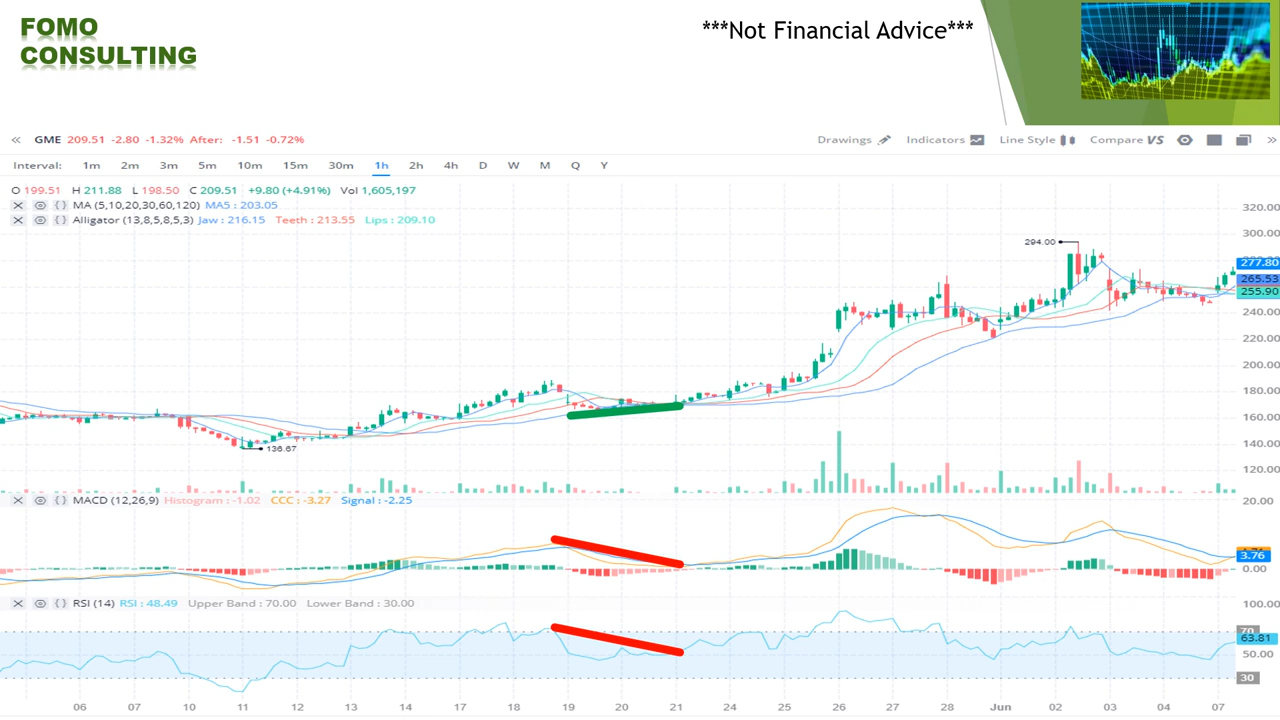 FOMO
CONSULTING
***Not Financial Advice***
GME 209.51 -2.80 -1.32% After: -1.51 -0.72% Drawings Indicators Line Style Compare VS
Interval: 1m 2m 3m 5m 10m 15m 30m 1h 2h 4h D W M Q Y
O 199.51 H 211.88 L 198.50 C 209.51 +9.80 (+4.91%) Vol 1,605,197
MA (5,10,20,30,60,120) MA5 : 203.05
Alligator (13,8,5,8,5,3) Jaw : 216.15 Teeth : 213.55 Lips : 209.10
320.00
300.00
294.00
277.80
265.53
255.90
240.00
220.00
200.00
180.00
160.00
140.00
136.67
120.00
MACD (12,26,9) Histogram : -1.02 CCC : -3.27 Signal : -2.25
20.00
3.76
0.00
RSI (14) RSI : 48.49 Upper Band : 70.00 Lower Band : 30.00
100.00
70
63.81
50.00
30
06 07 10 11 12 13 14 17 18 19 20 21 24 25 26 27 28 Jun 02 03 04 07